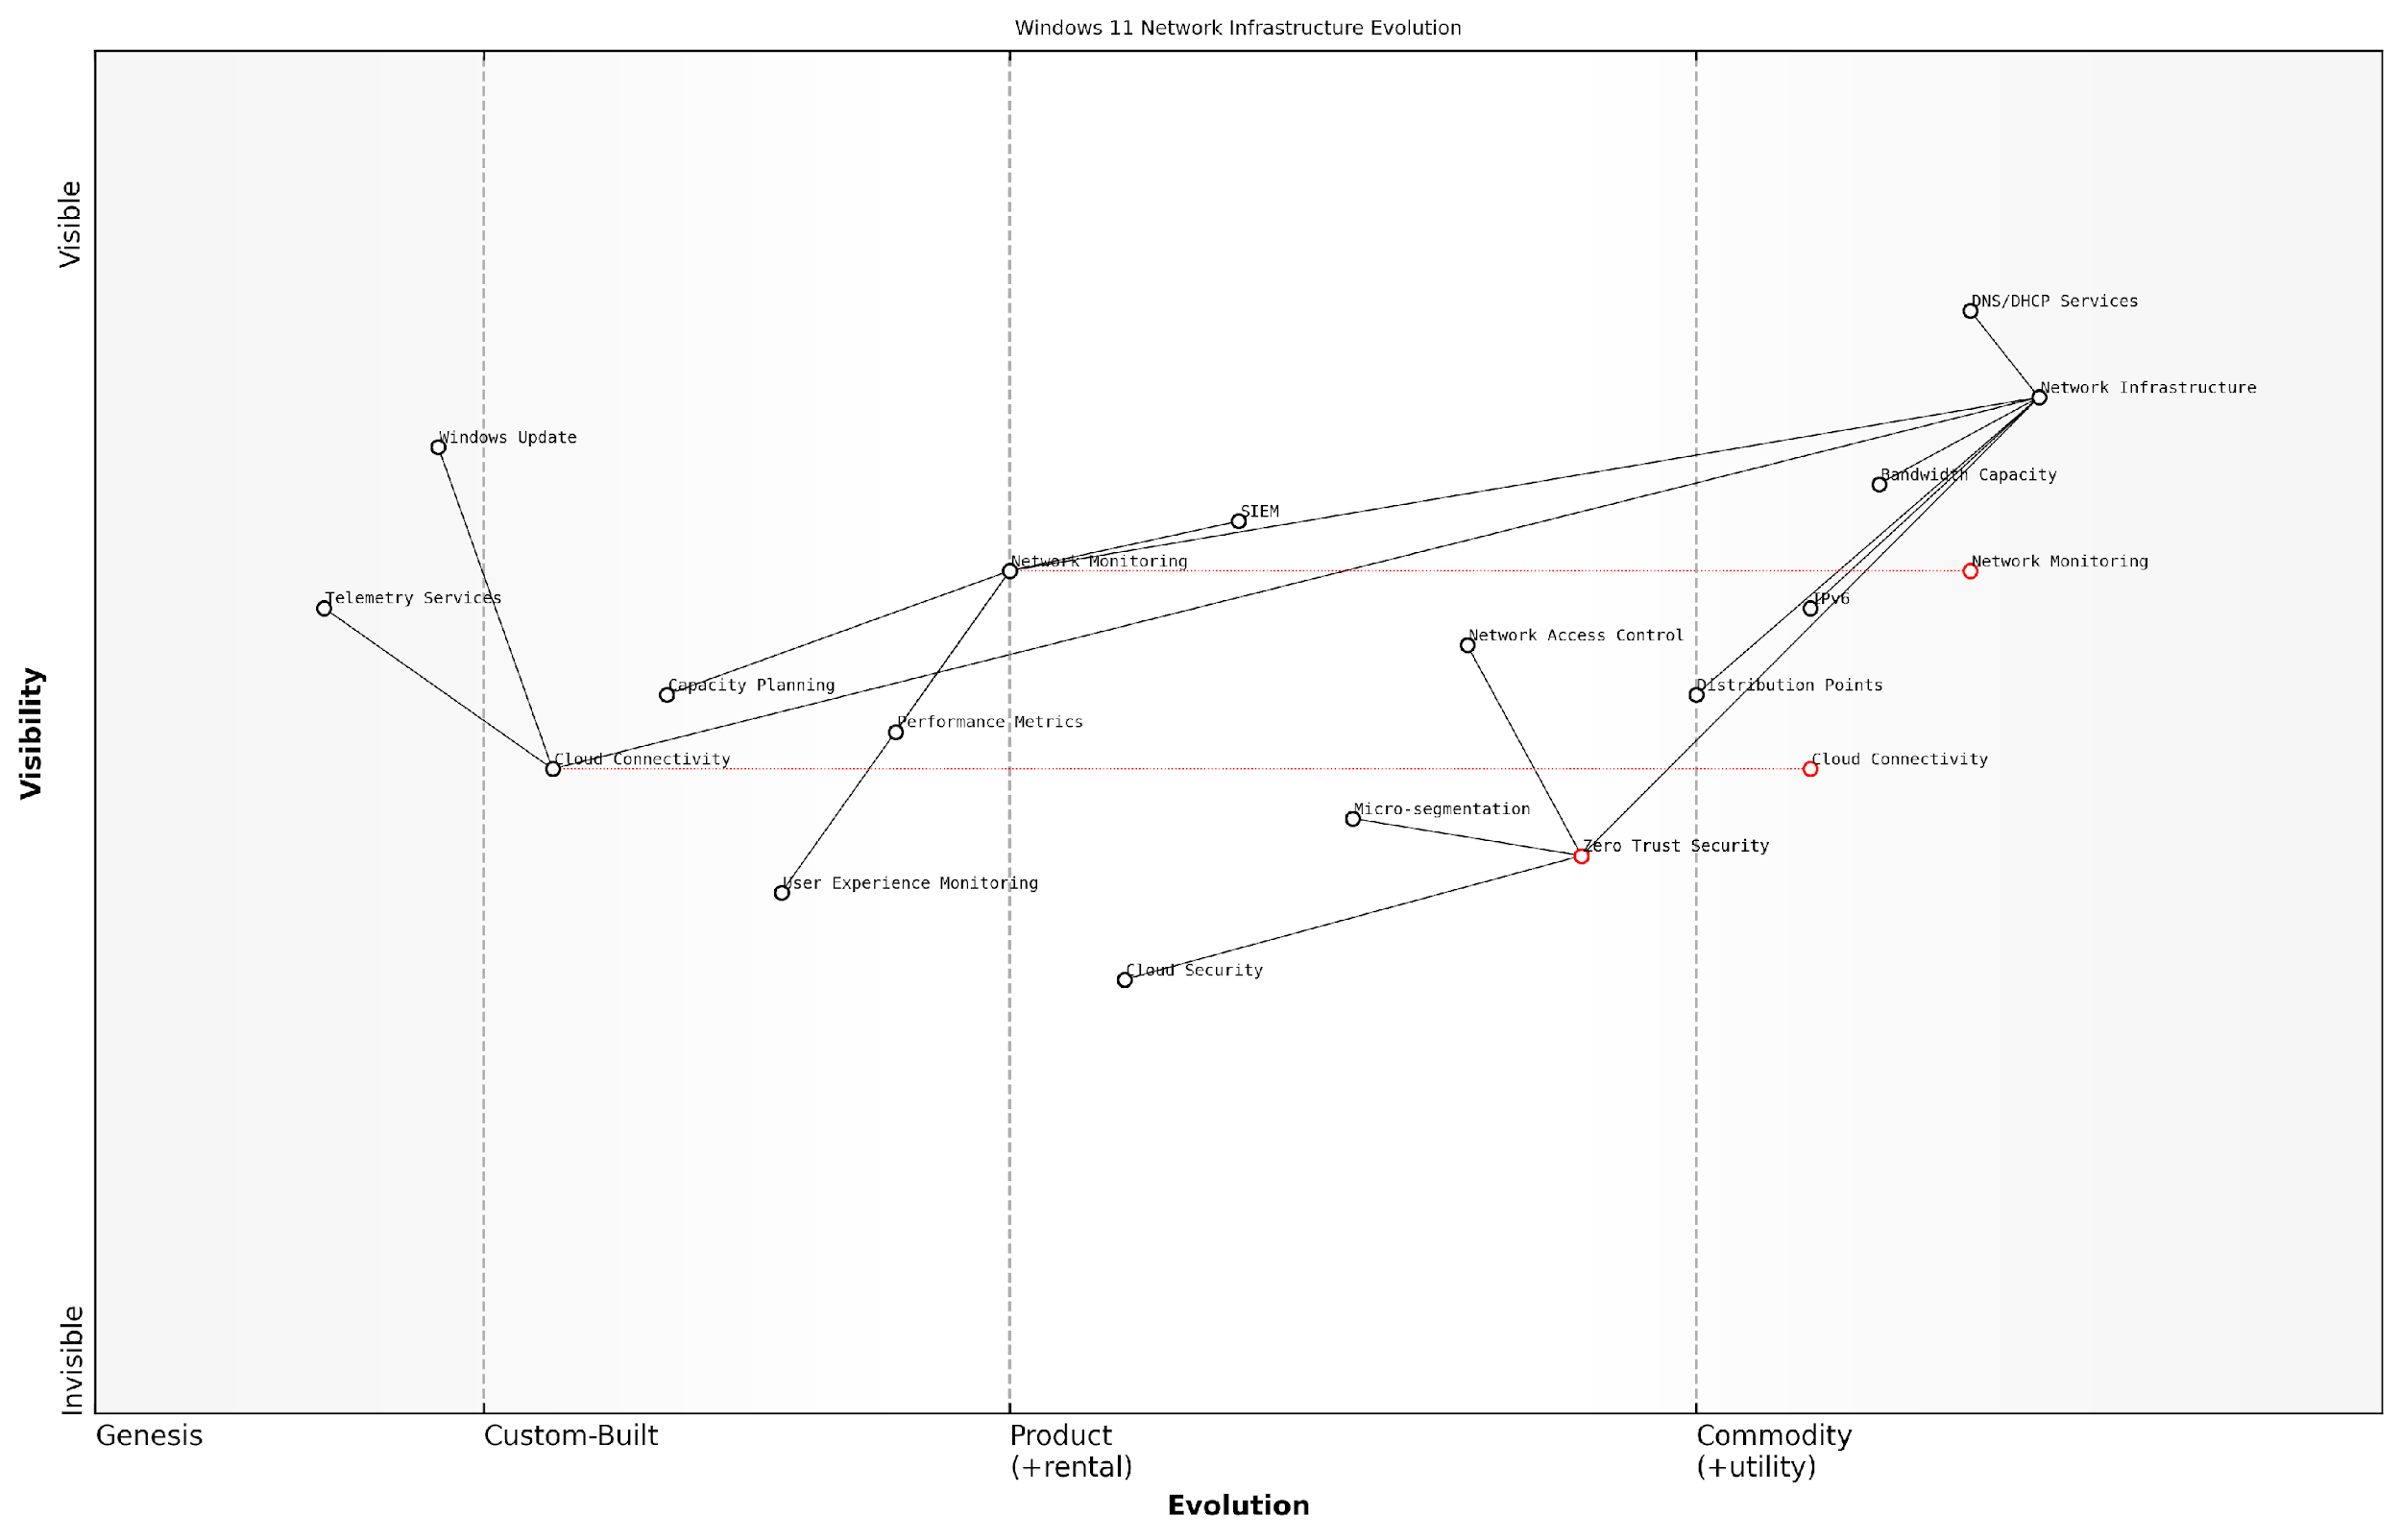 Windows 11 Network Infrastructure Evolution
Visible
DNS/DHCP Services
Network Infrastructure
Windows Update
Bandwidth Capacity
SIEM
Network Monitoring
Network Monitoring
Telemetry Services
IPv6
Network Access Control
Capacity Planning
Distribution Points
Performance Metrics
Visibility
Cloud Connectivity
Cloud Connectivity
Micro-segmentation
Zero Trust Security
User Experience Monitoring
Cloud Security
Invisible
Genesis
Custom-Built
Product
(+rental)
Commodity
(+utility)
Evolution